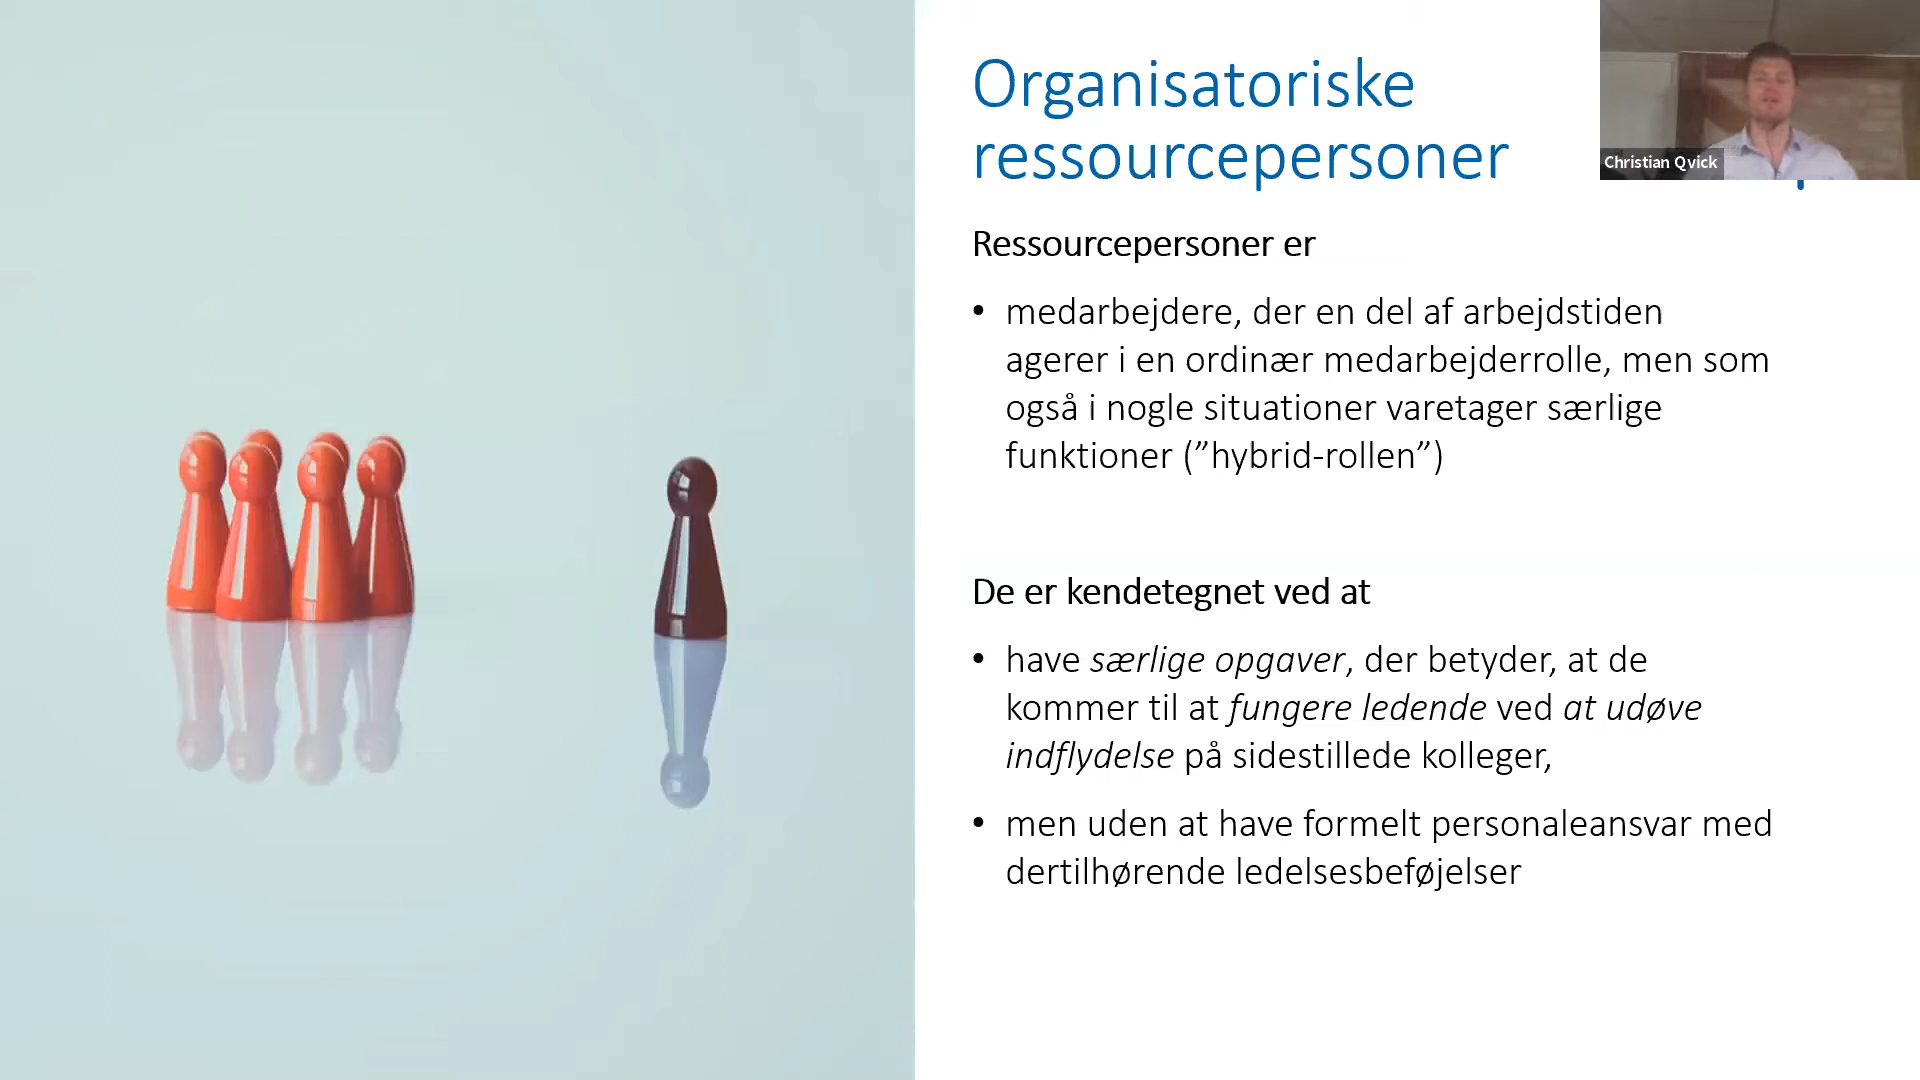 Organisatoriske
ressourcepersoner
Christian Qvick
Ressourcepersoner er
• medarbejdere, der en del af arbejdstiden
agerer i en ordinær medarbejderrolle, men som
også i nogle situationer varetager særlige
funktioner (”hybrid-rollen”)
De er kendetegnet ved at
• have særlige opgaver, der betyder, at de
kommer til at fungere ledende ved at udøve
indflydelse på sidestillede kolleger,
• men uden at have formelt personaleansvar med
dertilhørende ledelsesbeføjelser